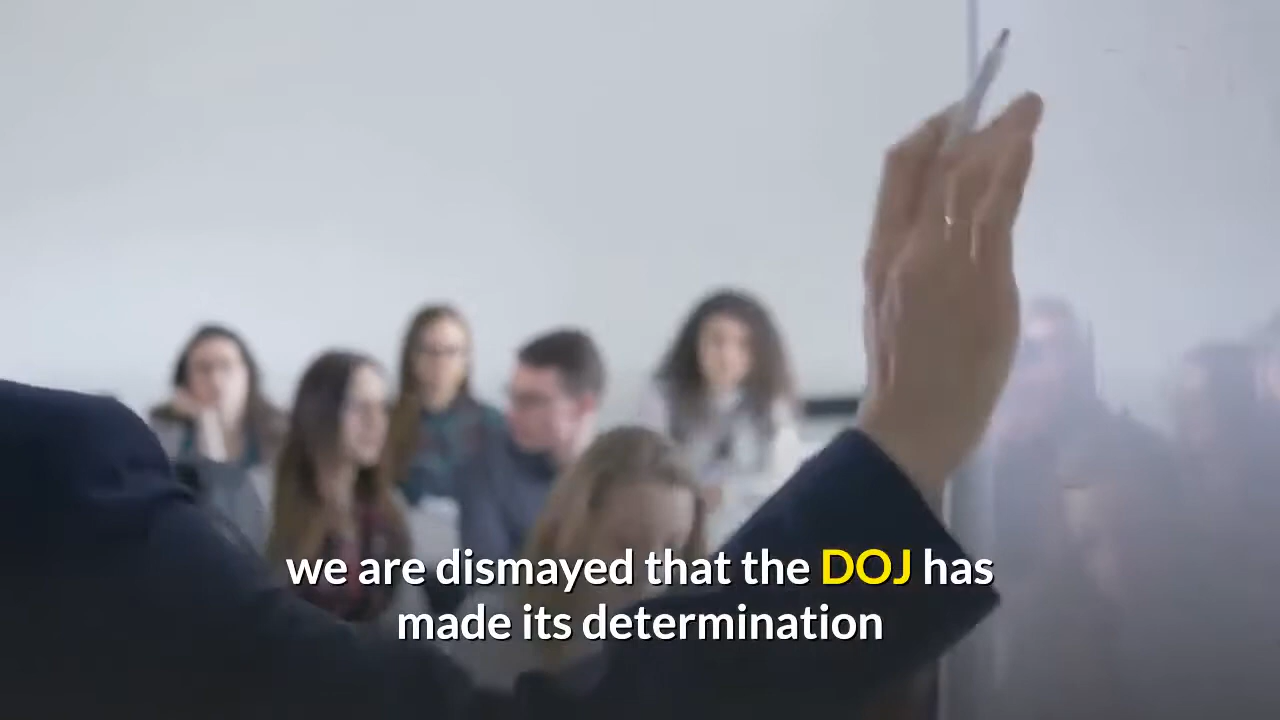 we are dismayed that the DOJ has
made its determination